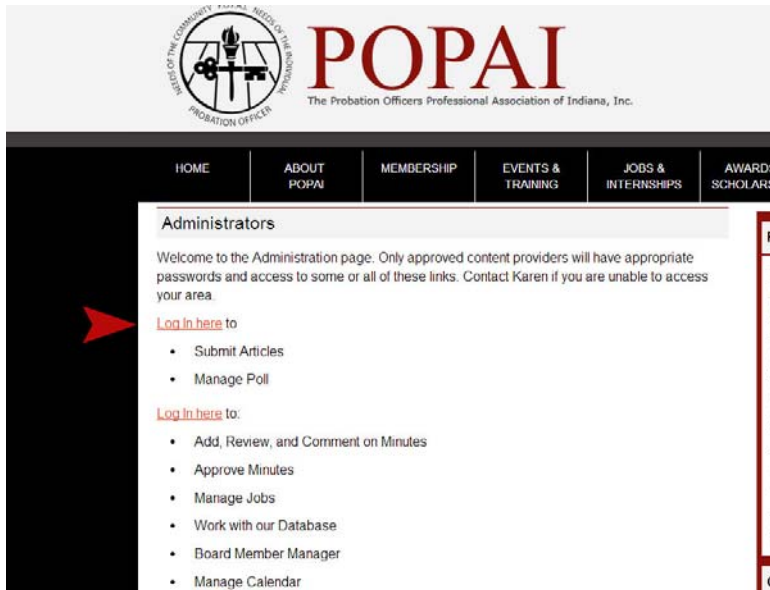 NEEDS OF THE COMMUNITY
NEEDS OF THE INDIVIDUAL
PROBATION OFFICER
POPAI
The Probation Officers Professional Association of Indiana, Inc.
HOME
ABOUT
POPAI
MEMBERSHIP
EVENTS &
TRAINING
JOBS &
INTERNSHIPS
Administrators
Welcome to the Administration page. Only approved content providers will have appropriate
passwords and access to some or all of these links. Contact Karen if you are unable to access
your area.
Log In here to
• Submit Articles
• Manage Poll
Log In here to:
• Add, Review, and Comment on Minutes
• Approve Minutes
• Manage Jobs
• Work with our Database
• Board Member Manager
• Manage Calendar